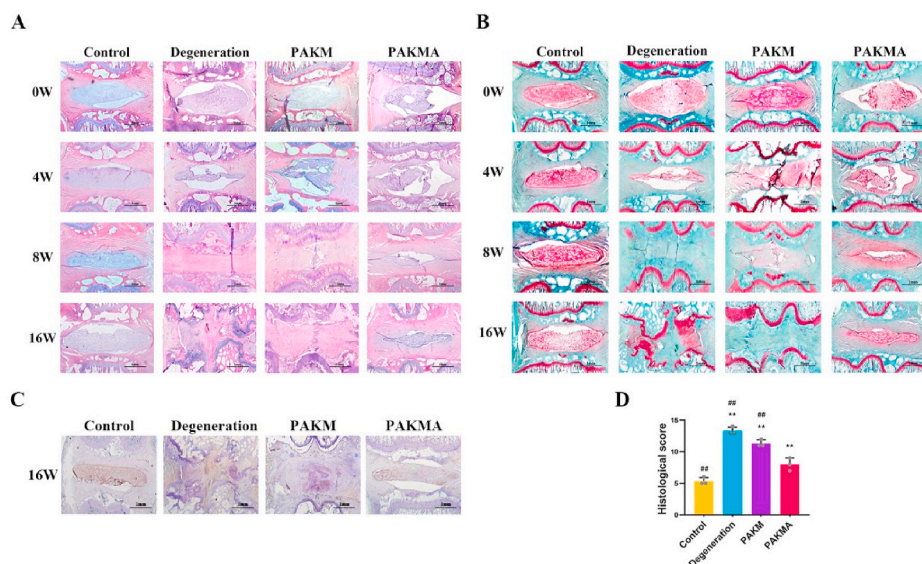 A
Control Degeneration PAKM PAKMA
0W
4W
8W
16W
B
Control Degeneration PAKM PAKMA
0W
4W
8W
16W
C
Control Degeneration PAKM PAKMA
16W
D
Histological score
15
10
5
0
##
##
**
##
**
**
Control
Degeneration
PAKM
PAKMA